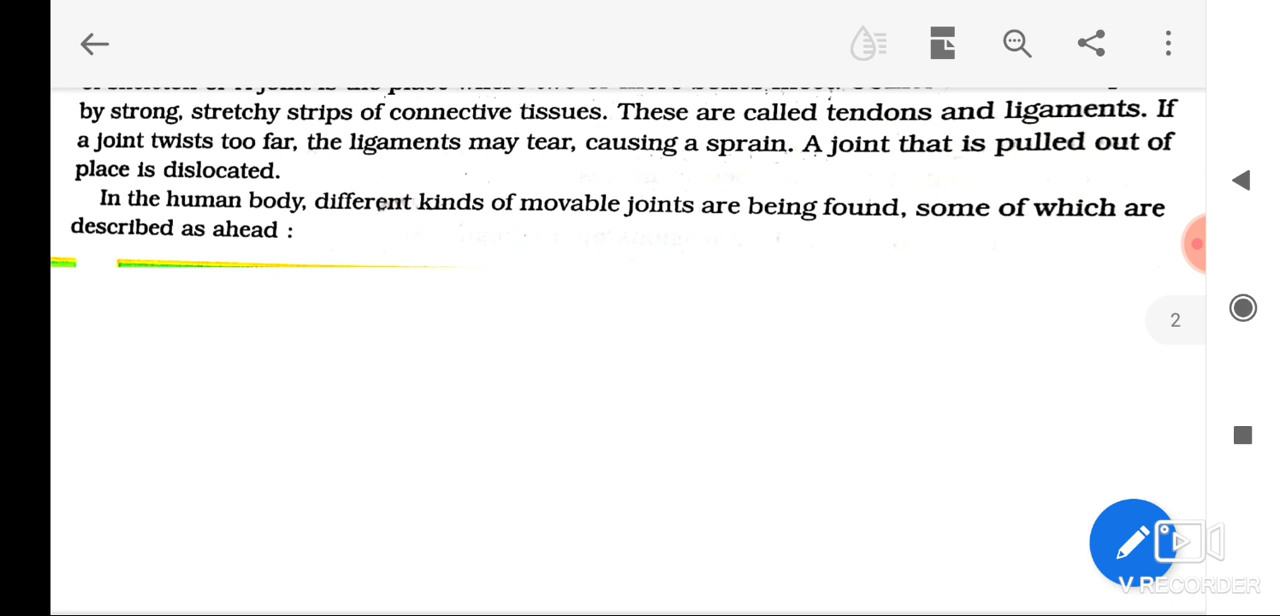 by strong, stretchy strips of connective tissues. These are called tendons and ligaments. If
a joint twists too far, the ligaments may tear, causing a sprain. A joint that is pulled out of
place is dislocated.
In the human body, different kinds of movable joints are being found, some of which are
described as ahead :
2
V RECORDER